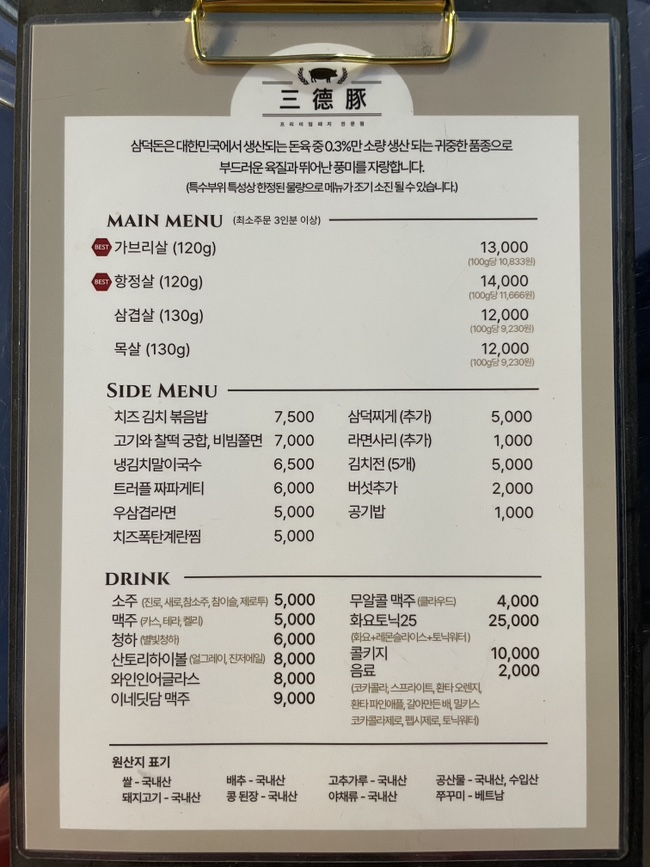 三德豚
프리미엄돼지 전문점
삼덕돈은 대한민국에서 생산되는 돈육 중 0.3%만 소량 생산 되는 귀중한 품종으로
부드러운 육질과 뛰어난 풍미를 자랑합니다.
(특수부위 특성상 한정된 물량으로 메뉴가 조기 소진 될 수 있습니다.)
MAIN MENU (최소주문 3인분 이상)
BEST 가브리살 (120g) 13,000
(100g당 10,833원)
BEST 항정살 (120g) 14,000
(100g당 11,666원)
삼겹살 (130g) 12,000
(100g당 9,230원)
목살 (130g) 12,000
(100g당 9,230원)
SIDE MENU
치즈 김치 볶음밥 7,500
고기와 찰떡 궁합, 비빔쫄면 7,000
냉김치말이국수 6,500
트러플 짜파게티 6,000
우삼겹라면 5,000
치즈폭탄계란찜 5,000
삼덕찌게 (추가) 5,000
라면사리 (추가) 1,000
김치전 (5개) 5,000
버섯추가 2,000
공기밥 1,000
DRINK
소주 (진로, 새로,참소주, 참이슬, 제로투) 5,000
맥주 (카스, 테라, 켈리) 5,000
청하 (별빛청하) 6,000
산토리하이볼 (얼그레이, 진저에일) 8,000
와인인어글라스 8,000
이네딧담 맥주 9,000
무알콜 맥주 (클라우드) 4,000
화요토닉25 25,000
(화요+레몬슬라이스+토닉워터)
콜키지 10,000
음료 2,000
(코카콜라, 스프라이트, 환타 오렌지,
환타 파인애플, 갈아만든 배, 밀키스
코카콜라제로, 펩시제로, 토닉워터)
원산지 표기
쌀 - 국내산 배추 - 국내산 고추가루 - 국내산 공산물 - 국내산, 수입산
돼지고기 - 국내산 콩 된장 - 국내산 야채류 - 국내산 쭈꾸미 - 베트남